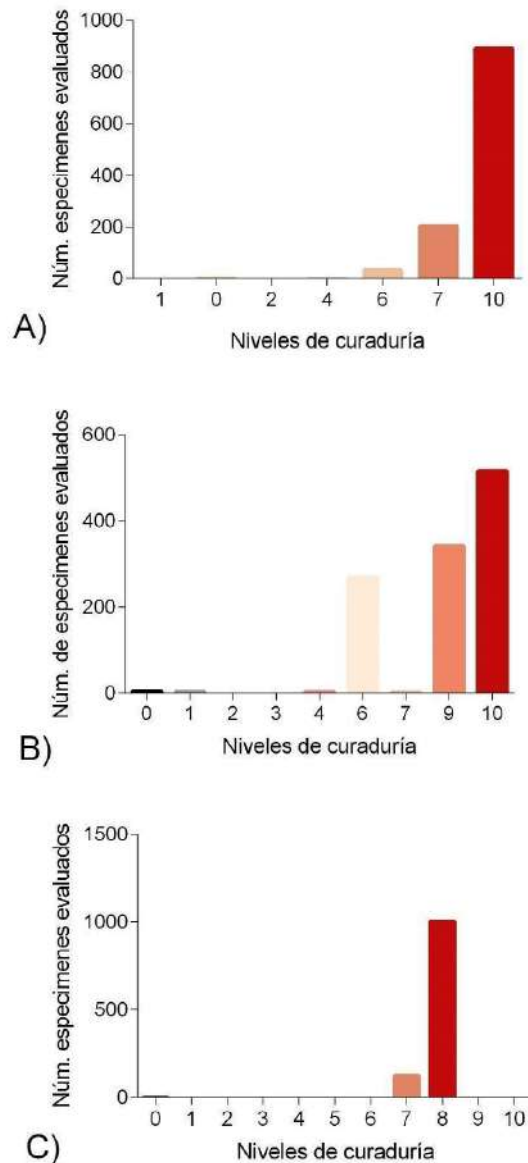 Núm. especimenes evaluados
1000
800
600
400
200
0
1 0 2 4 6 7 10
Niveles de curaduría
A)
Núm. de especimenes evaluados
600
400
200
0
0 1 2 3 4 6 7 9 10
Niveles de curaduría
B)
Núm. especimenes evaluados
1500
1000
500
0
0 1 2 3 4 5 6 7 8 9 10
Niveles de curaduría
C)